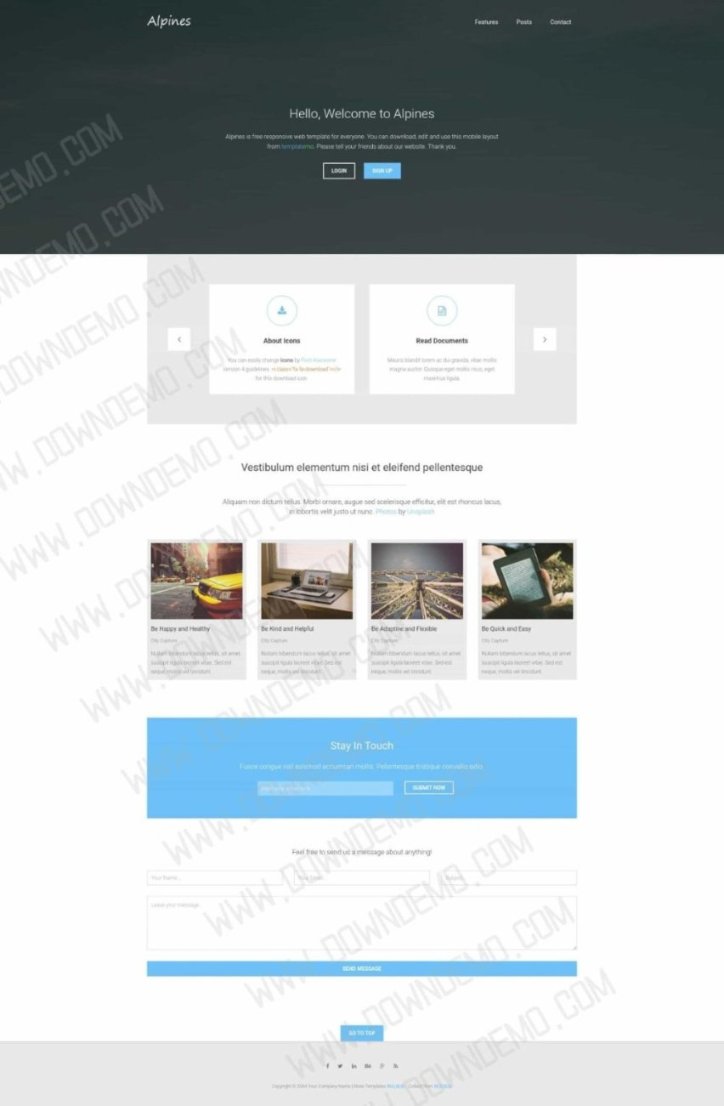 Alpines
Features Posts Contact
Hello, Welcome to Alpines
Alpines is free responsive web template for everyone. You can download, edit and use this mobile layout
from templatemo. Please tell your friends about our website. Thank you.
LOGIN SIGN UP
About Icons
You can easily change icons by Font Awesome
version 4 guidelines.
for this download icon.
Read Documents
Mauris blandit lorem ac dui gravida, vitae mollis
magna auctor. Quisque eget mollis risus, eget
maximus ligula.
Vestibulum elementum nisi et eleifend pellentesque
Aliquam non dictum tellus. Morbi ornare, augue sed scelerisque efficitur, elit est rhoncus lacus,
in lobortis velit justo ut nunc. Photos by Unsplash
Be Happy and Healthy
City Capture
Nullam bibendum lacus tellus, sit amet
suscipit ligula laoreet vitae. Sed est
neque, mollis vel tincidunt
Be Kind and Helpful
City Capture
Nullam bibendum lacus tellus, sit amet
suscipit ligula laoreet vitae. Sed est
neque, mollis vel tincidunt
Be Adaptive and Flexible
City Capture
Nullam bibendum lacus tellus, sit amet
suscipit ligula laoreet vitae. Sed est
neque, mollis vel tincidunt
Be Quick and Easy
City Capture
Nullam bibendum lacus tellus, sit amet
suscipit ligula laoreet vitae. Sed est
neque, mollis vel tincidunt
Stay In Touch
Fusce congue nisl euismod accumsan mollis. Pellentesque tristique convallis odio
SUBMIT NOW
Feel free to send us a message about anything!
Your Name...
Leave your message...
SEND MESSAGE
GO TO TOP
Your Company Name
WWW.DOWNDEMO.COM